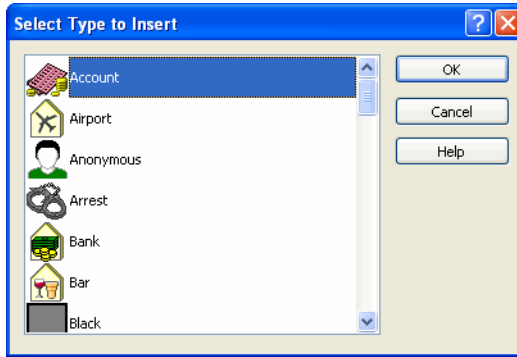 Select Type to Insert
Account
Airport
Anonymous
Arrest
Bank
Bar
Black
OK
Cancel
Help